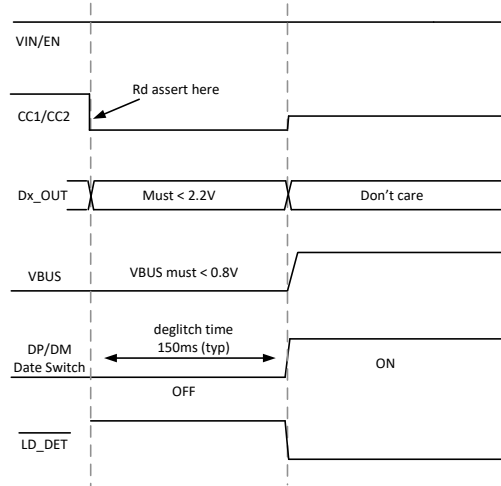 VIN/EN
Rd assert here
CC1/CC2
Dx_OUT
Must < 2.2V
Don't care
VBUS
VBUS must < 0.8V
deglitch time
150ms (typ)
DP/DM
Date Switch
ON
OFF
LD_DET